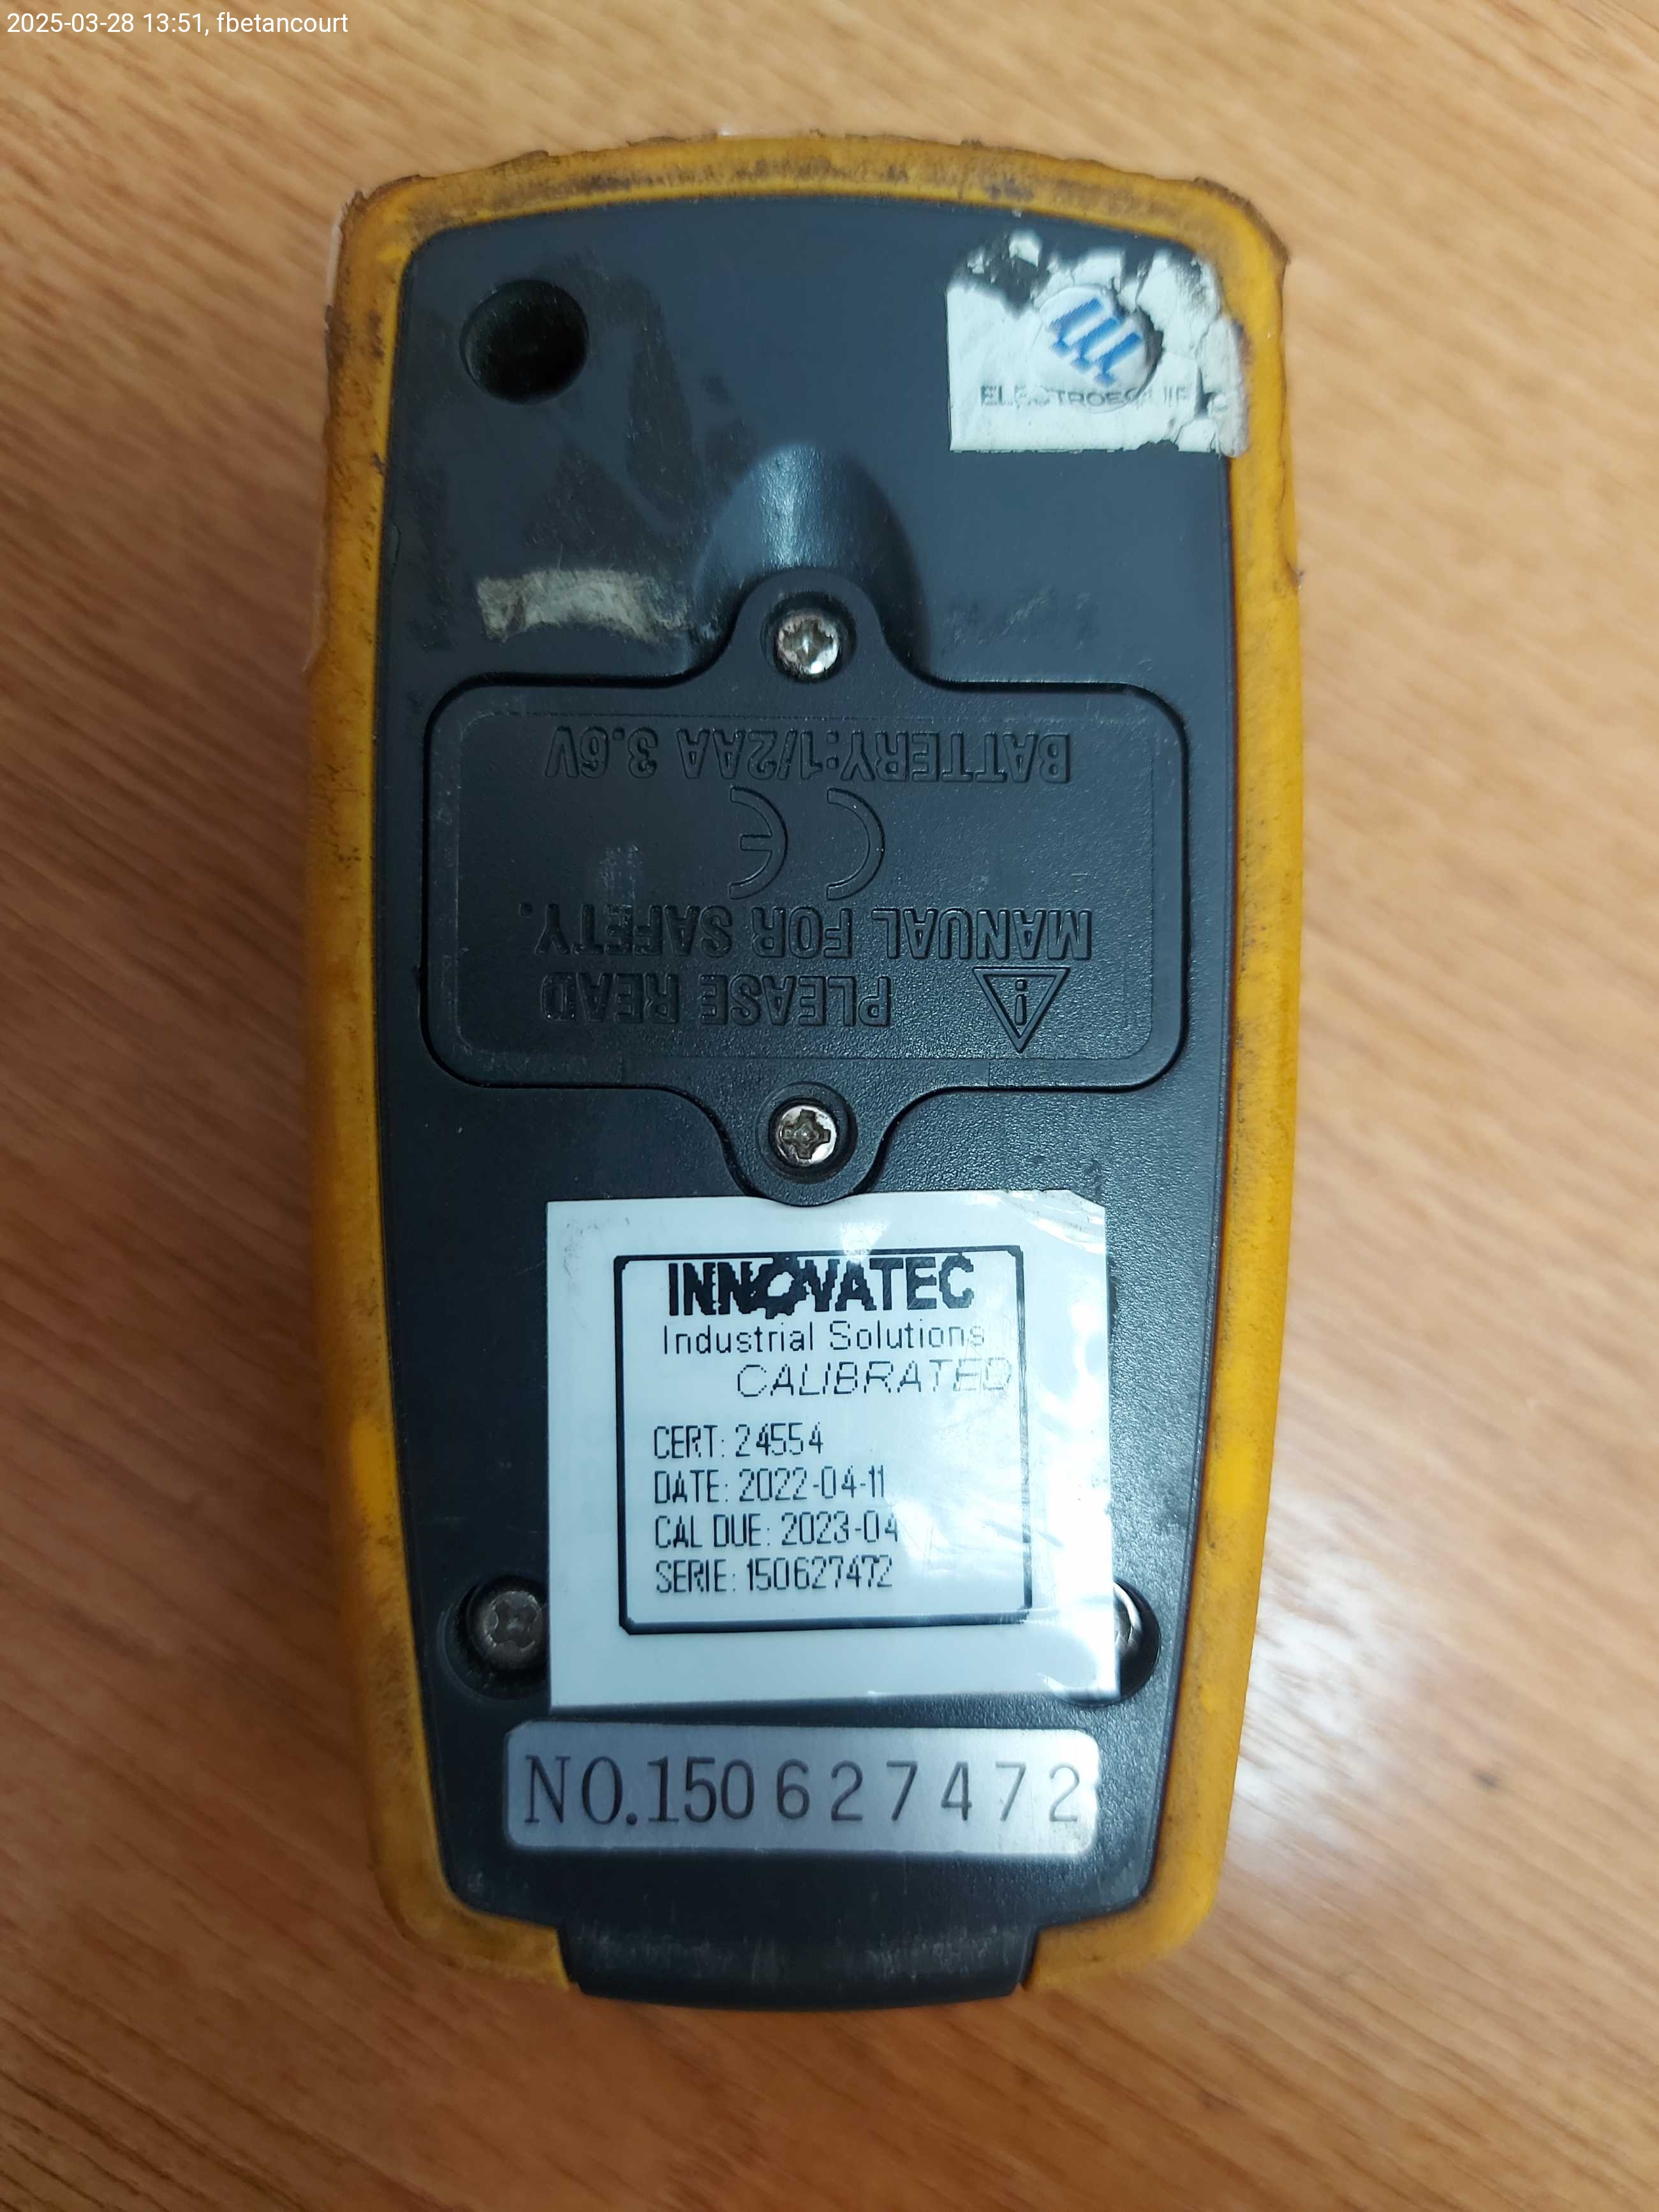 2025-03-28 13:51, fbetancourt
ELECTROEQUIP
BATTERY:1/2AA 3.6V
CE
MANUAL FOR SAFETY.
PLEASE READ
INNOVATEC
Industrial Solutions
CALIBRATED
CERT: 24554
DATE: 2022-04-11
CAL DUE: 2023-04
SERIE: 150627472
NO.150627472